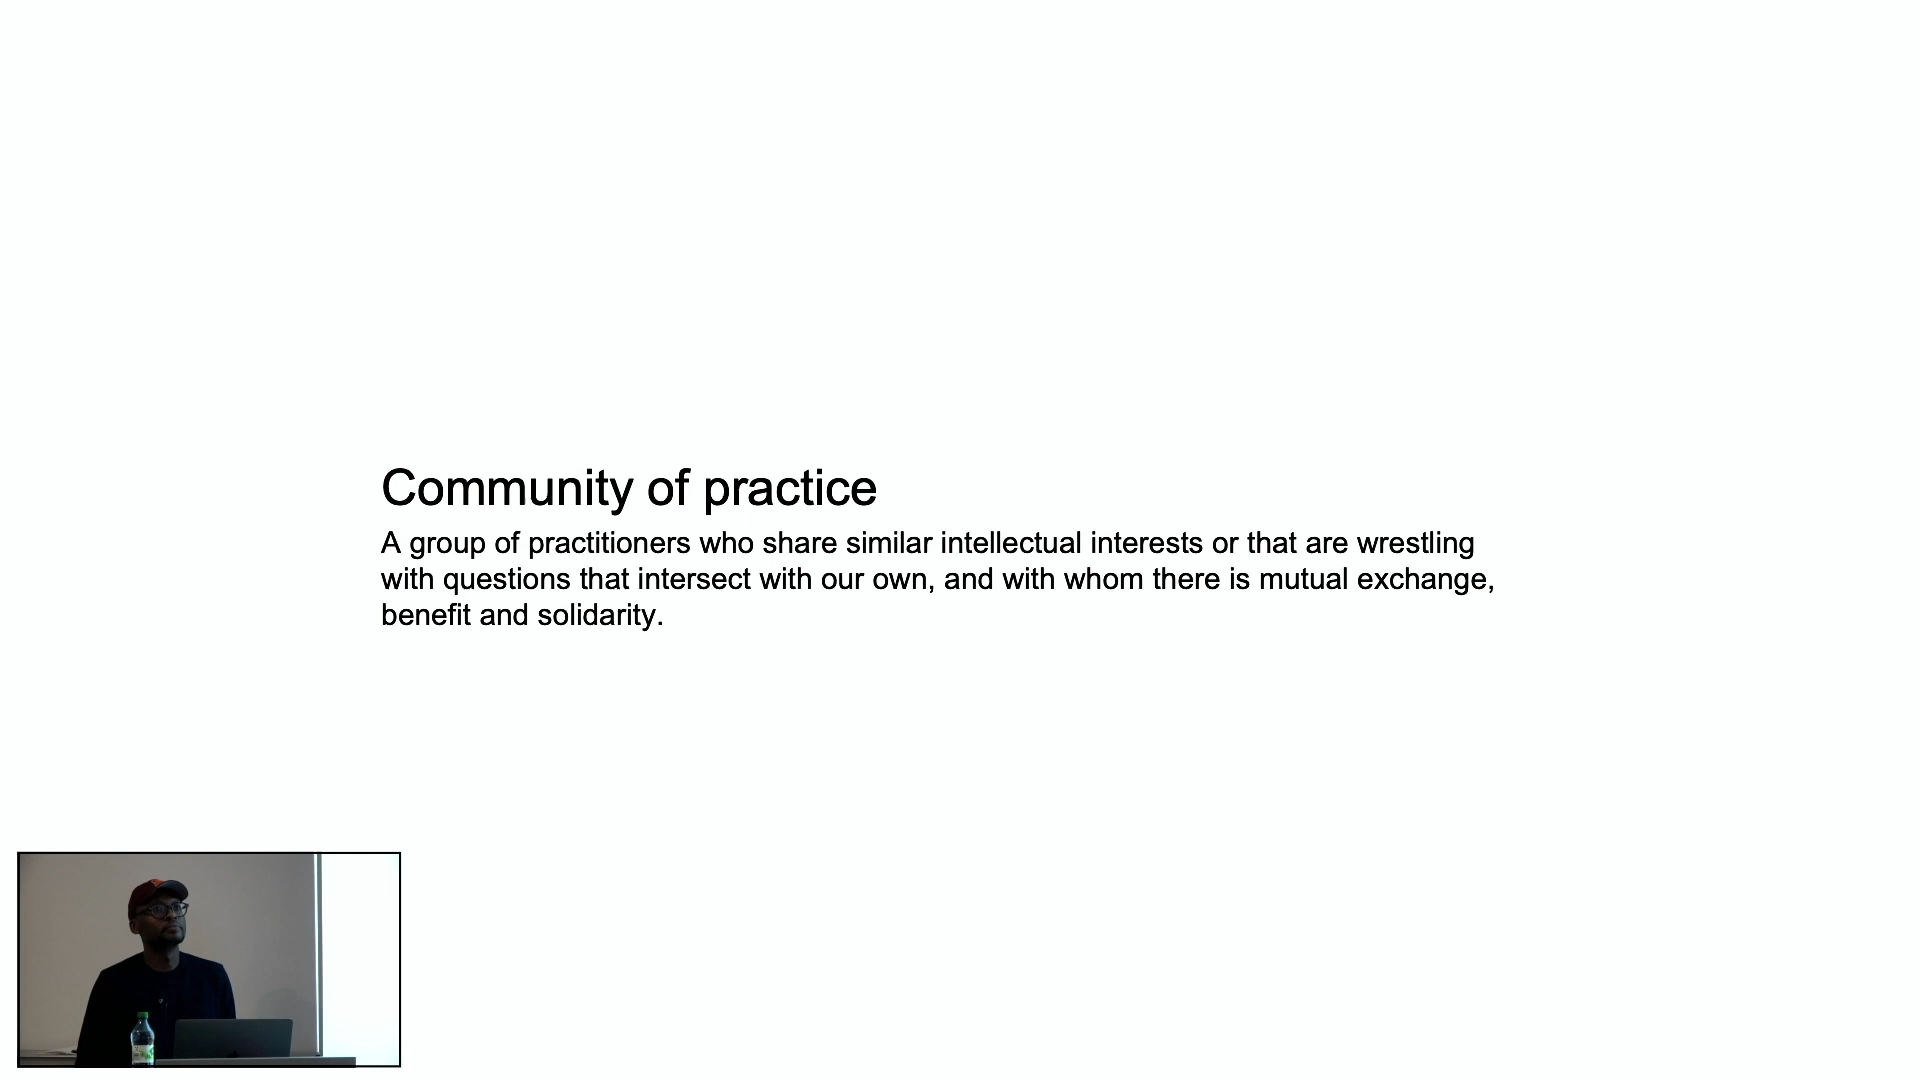 Community of practice
A group of practitioners who share similar intellectual interests or that are wrestling
with questions that intersect with our own, and with whom there is mutual exchange,
benefit and solidarity.